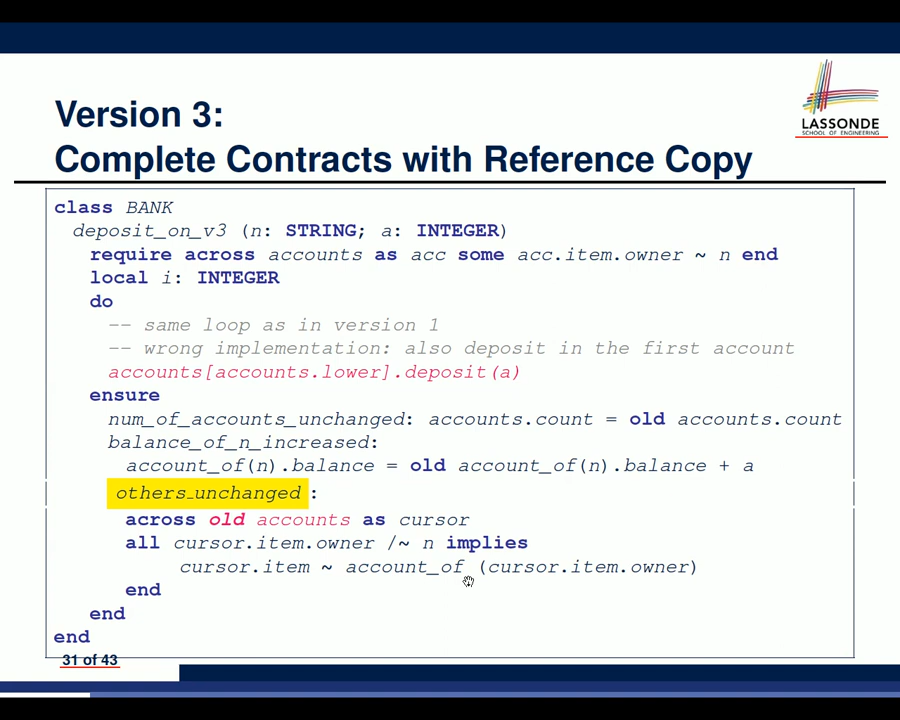 LASSONDE
SCHOOL OF ENGINEERING
Version 3:
Complete Contracts with Reference Copy
class BANK
deposit_on_v3 (n: STRING; a: INTEGER)
require across accounts as acc some acc.item.owner ~ n end
local i: INTEGER
do
-- same loop as in version 1
-- wrong implementation: also deposit in the first account
accounts[accounts.lower].deposit(a)
ensure
num_of_accounts_unchanged: accounts.count = old accounts.count
balance_of_n_increased:
account_of(n).balance = old account_of(n).balance + a
others_unchanged :
across old accounts as cursor
all cursor.item.owner /~ n implies
cursor.item ~ account_of (cursor.item.owner)
end
end
end
31 of 43